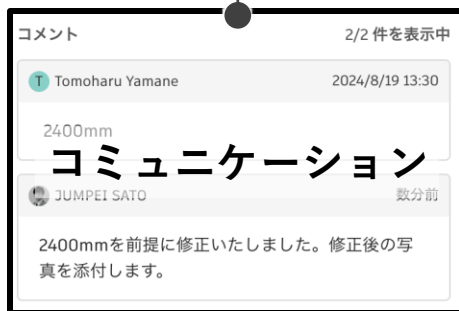 コメント
2/2 件を表示中
T Tomoharu Yamane
2024/8/19 13:30
2400mm
コミュニケーション
JUMPEI SATO
数分前
2400mmを前提に修正いたしました。修正後の写
真を添付します。